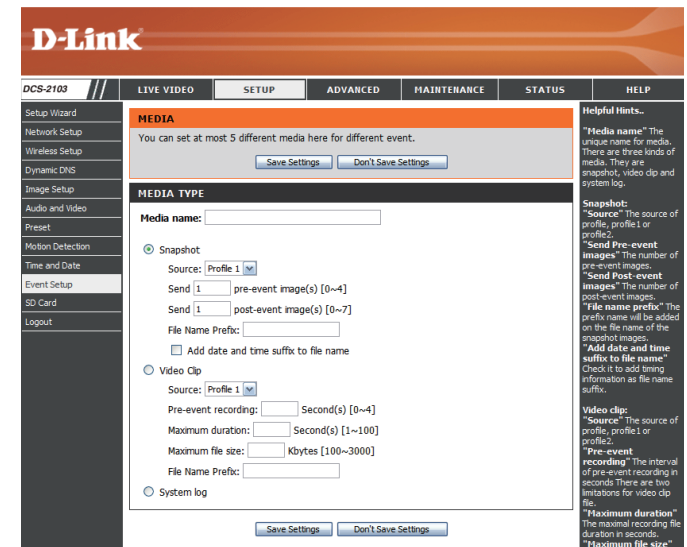 D-Link
DCS-2103
LIVE VIDEO SETUP ADVANCED MAINTENANCE STATUS HELP
Setup Wizard
Network Setup
Wireless Setup
Dynamic DNS
Image Setup
Audio and Video
Preset
Motion Detection
Time and Date
Event Setup
SD Card
Logout
MEDIA
You can set at most 5 different media here for different event.
Save Settings Don't Save Settings
MEDIA TYPE
Media name:
Snapshot
Source: Profile 1
Send 1 pre-event image(s) [0~4]
Send 1 post-event image(s) [0~7]
File Name Prefix:
Add date and time suffix to file name
Video Clip
Source: Profile 1
Pre-event recording: Second(s) [0~4]
Maximum duration: Second(s) [1~100]
Maximum file size: Kbytes [100~3000]
File Name Prefix:
System log
Save Settings Don't Save Settings
Helpful Hints..
"Media name" The
unique name for media.
There are three kinds of
media. They are
snapshot, video clip and
system log.
Snapshot:
"Source" The source of
profile, profile1 or
profile2.
"Send Pre-event
images" The number of
pre-event images.
"Send Post-event
images" The number of
post-event images.
"File name prefix" The
prefix name will be added
on the file name of the
snapshot images.
"Add date and time
suffix to file name"
Check it to add timing
information as file name
suffix.
Video clip:
"Source" The source of
profile, profile1 or
profile2.
"Pre-event
recording" The interval
of pre-event recording in
seconds There are two
limitations for video clip
file.
"Maximum duration"
The maximal recording file
duration in seconds.
"Maximum file size"